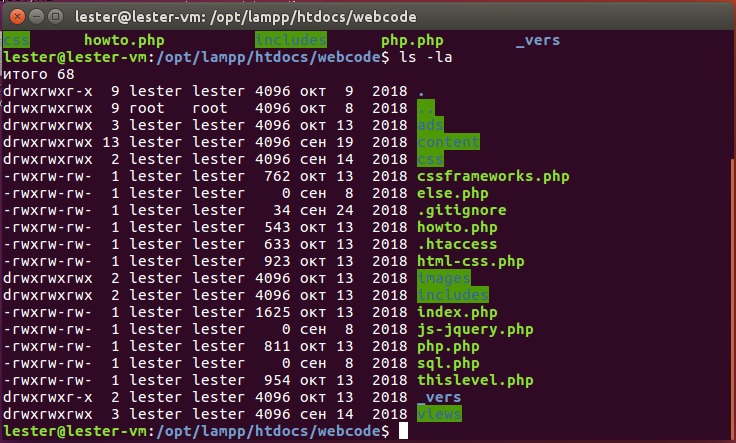 lester@lester-vm: /opt/lampp/htdocs/webcode
css howto.php includes php.php _vers
lester@lester-vm:/opt/lampp/htdocs/webcode$ ls -la
итого 68
drwxrwxr-x 9 lester lester 4096 окт 9 2018 .
drwxrwxrwx 9 root root 4096 окт 8 2018 ..
drwxrwxrwx 3 lester lester 4096 окт 13 2018 ads
drwxrwxrwx 13 lester lester 4096 сен 19 2018 content
drwxrwxrwx 2 lester lester 4096 сен 14 2018 css
-rwxrw-rw- 1 lester lester 762 окт 13 2018 cssframeworks.php
-rwxrw-rw- 1 lester lester 0 сен 8 2018 else.php
-rwxrw-rw- 1 lester lester 34 сен 24 2018 .gitignore
-rwxrw-rw- 1 lester lester 543 окт 13 2018 howto.php
-rwxrw-rw- 1 lester lester 633 окт 13 2018 .htaccess
-rwxrw-rw- 1 lester lester 923 окт 13 2018 html-css.php
drwxrwxrwx 2 lester lester 4096 окт 13 2018 images
drwxrwxrwx 2 lester lester 4096 окт 13 2018 includes
-rwxrw-rw- 1 lester lester 1625 окт 13 2018 index.php
-rwxrw-rw- 1 lester lester 0 сен 8 2018 js-jquery.php
-rwxrw-rw- 1 lester lester 811 окт 13 2018 php.php
-rwxrw-rw- 1 lester lester 0 сен 8 2018 sql.php
-rwxrw-rw- 1 lester lester 954 окт 13 2018 thislevel.php
drwxrwxr-x 2 lester lester 4096 окт 13 2018 _vers
drwxrwxrwx 3 lester lester 4096 сен 14 2018 views
lester@lester-vm:/opt/lampp/htdocs/webcode$